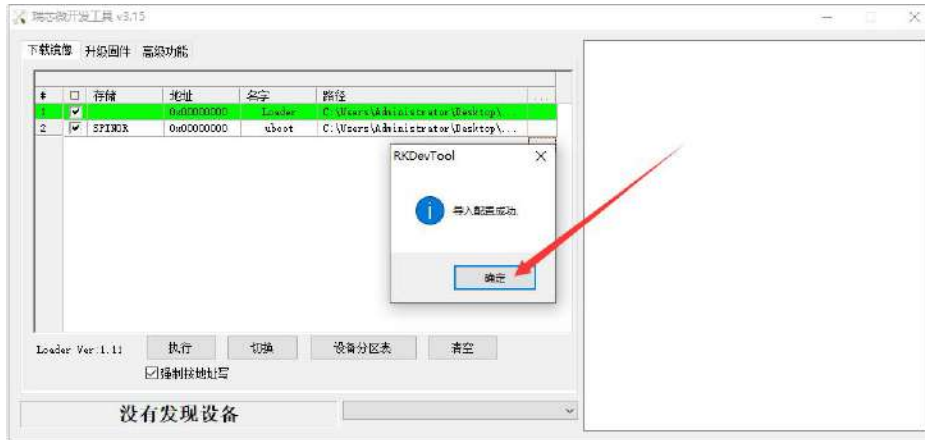 瑞芯微开发工具 v3.15
下载镜像 升级固件 高级功能
# 存储 地址 名字 路径 ...
1 0x00000000 Loader C:\Users\Administrator\Desktop\...
2 SPINOR 0x00000000 uboot C:\Users\Administrator\Desktop\...
RKDevTool
导入配置成功.
确定
Loader Ver:1.11 执行 切换 设备分区表 清空
强制按地址写
没有发现设备